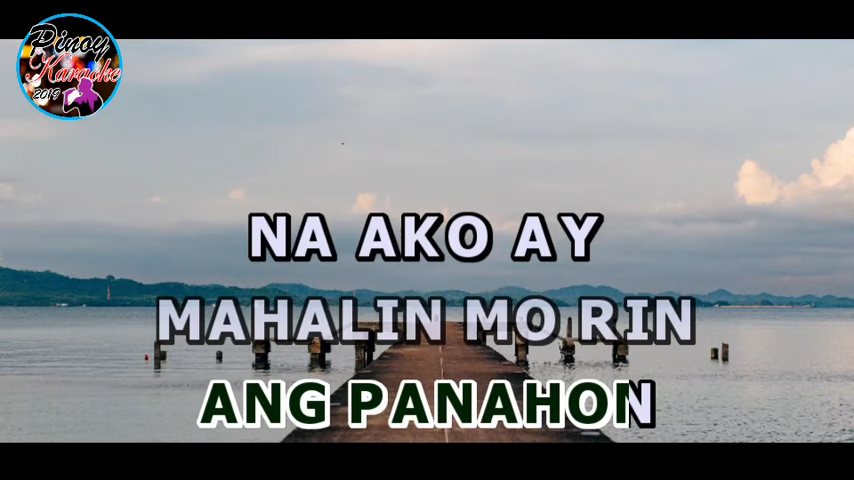 Pinoy
Karaoke
2019
NA AKO AY
MAHALIN MO RIN
ANG PANAHON